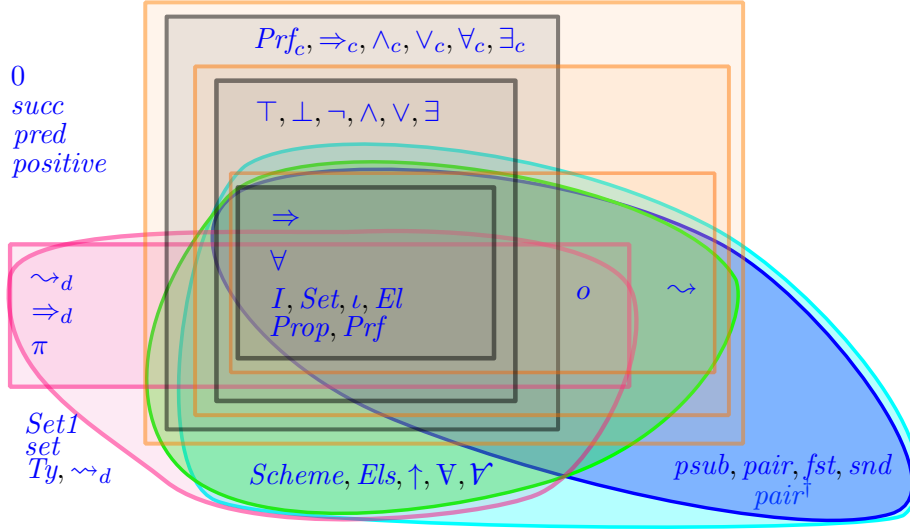 Prf_c, ⇒_c, ∧_c, ∨_c, ∀_c, ∃_c
0
succ
pred
positive
⊤, ⊥, ¬, ∧, ∨, ∃
⇒
∀
I, Set, ι, El
Prop, Prf
o
⇝
⇝_d
⇒_d
π
Set1
set
Ty, ⇝_d
Scheme, Els, ↑, ∀, Ɐ
psub, pair, fst, snd
pair^†